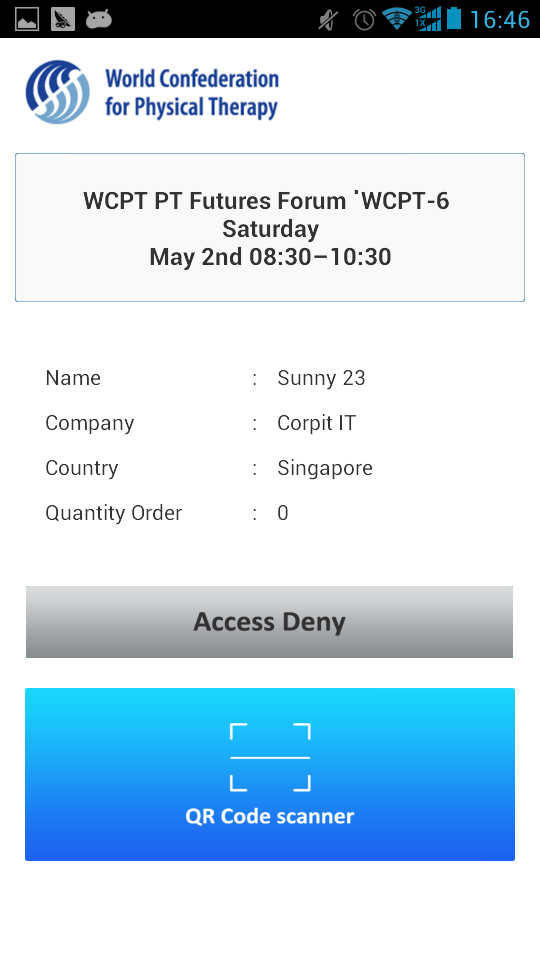 3G
1X
16:46
World Confederation
for Physical Therapy
WCPT PT Futures Forum ˙WCPT-6
Saturday
May 2nd 08:30–10:30
Name : Sunny 23
Company : Corpit IT
Country : Singapore
Quantity Order : 0
Access Deny
QR Code scanner